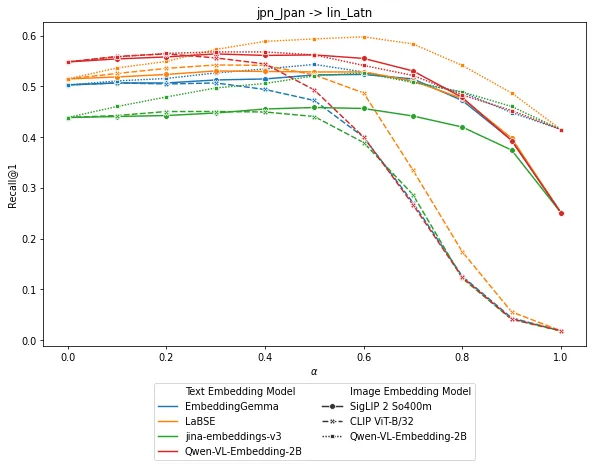 jpn_Jpan -> lin_Latn
Recall@1
0.6
0.5
0.4
0.3
0.2
0.1
0.0
0.0 0.2 0.4 0.6 0.8 1.0
α
Text Embedding Model
EmbeddingGemma
LaBSE
jina-embeddings-v3
Qwen-VL-Embedding-2B
Image Embedding Model
SigLIP 2 So400m
CLIP ViT-B/32
Qwen-VL-Embedding-2B